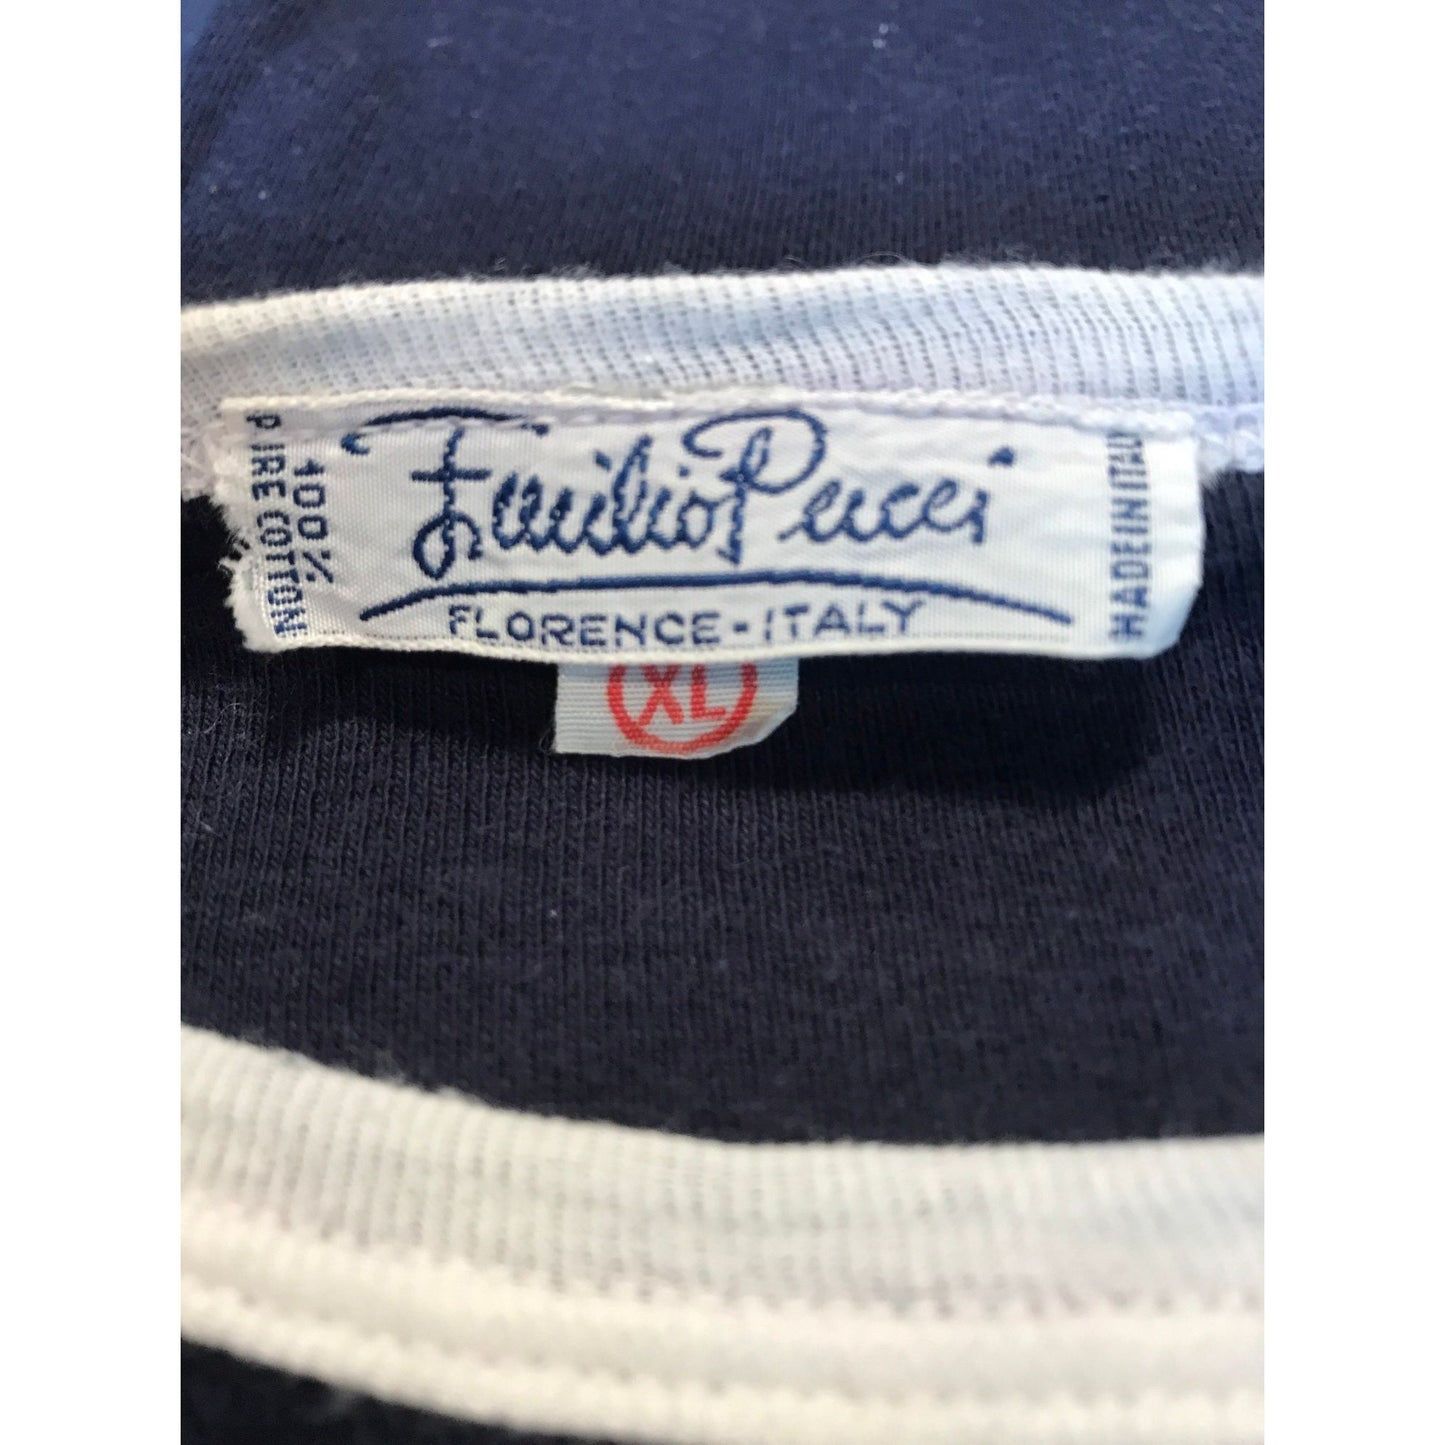 100%
PURE COTTON
Emilio Pucci
FLORENCE - ITALY
MADE IN ITALY
XL